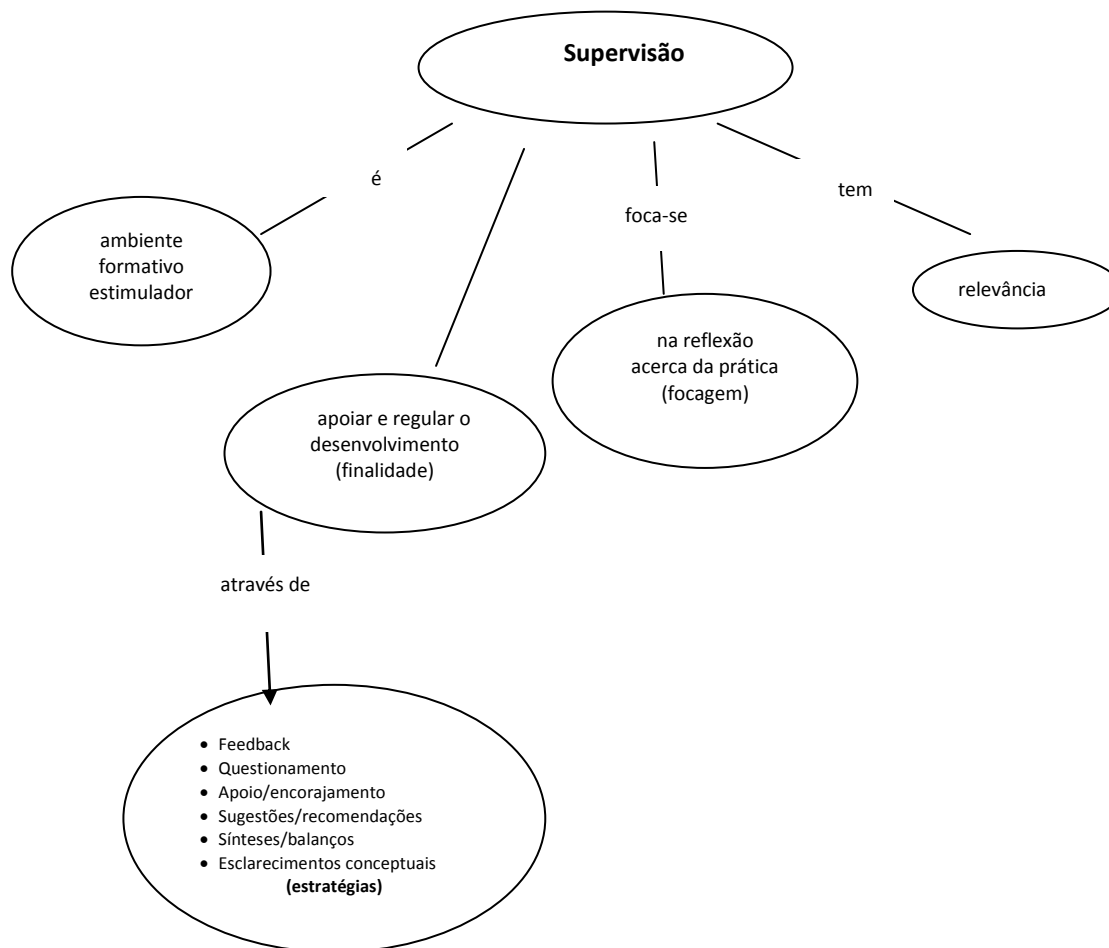 Supervisão
é
tem
foca-se
ambiente
formativo
estimulador
relevância
na reflexão
acerca da prática
(focagem)
apoiar e regular o
desenvolvimento
(finalidade)
através de
• Feedback
• Questionamento
• Apoio/encorajamento
• Sugestões/recomendações
• Sínteses/balanços
• Esclarecimentos conceptuais
(estratégias)